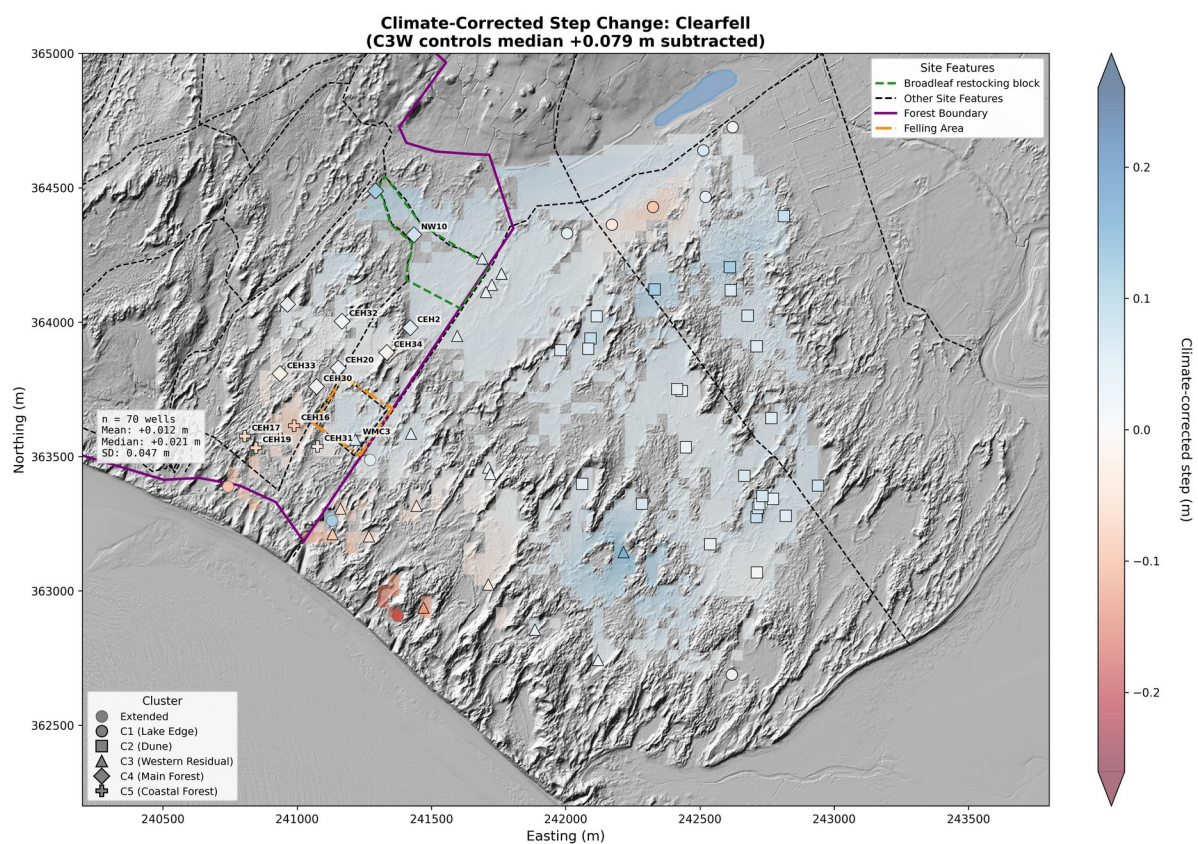 Climate-Corrected Step Change: Clearfell
(C3W controls median +0.079 m subtracted)
365000
364500
364000
363500
363000
362500
Northing (m)
240500
241000
241500
242000
242500
243000
243500
Easting (m)
Site Features
Broadleaf restocking block
Other Site Features
Forest Boundary
Felling Area
NW10
CEH32
CEH2
CEH34
CEH20
CEH33
CEH30
CEH16
CEH17
CEH19
CEH31
WMC3
n = 70 wells
Mean: +0.012 m
Median: +0.021 m
SD: 0.047 m
Cluster
Extended
C1 (Lake Edge)
C2 (Dune)
C3 (Western Residual)
C4 (Main Forest)
C5 (Coastal Forest)
0.2
0.1
0.0
−0.1
−0.2
Climate-corrected step (m)